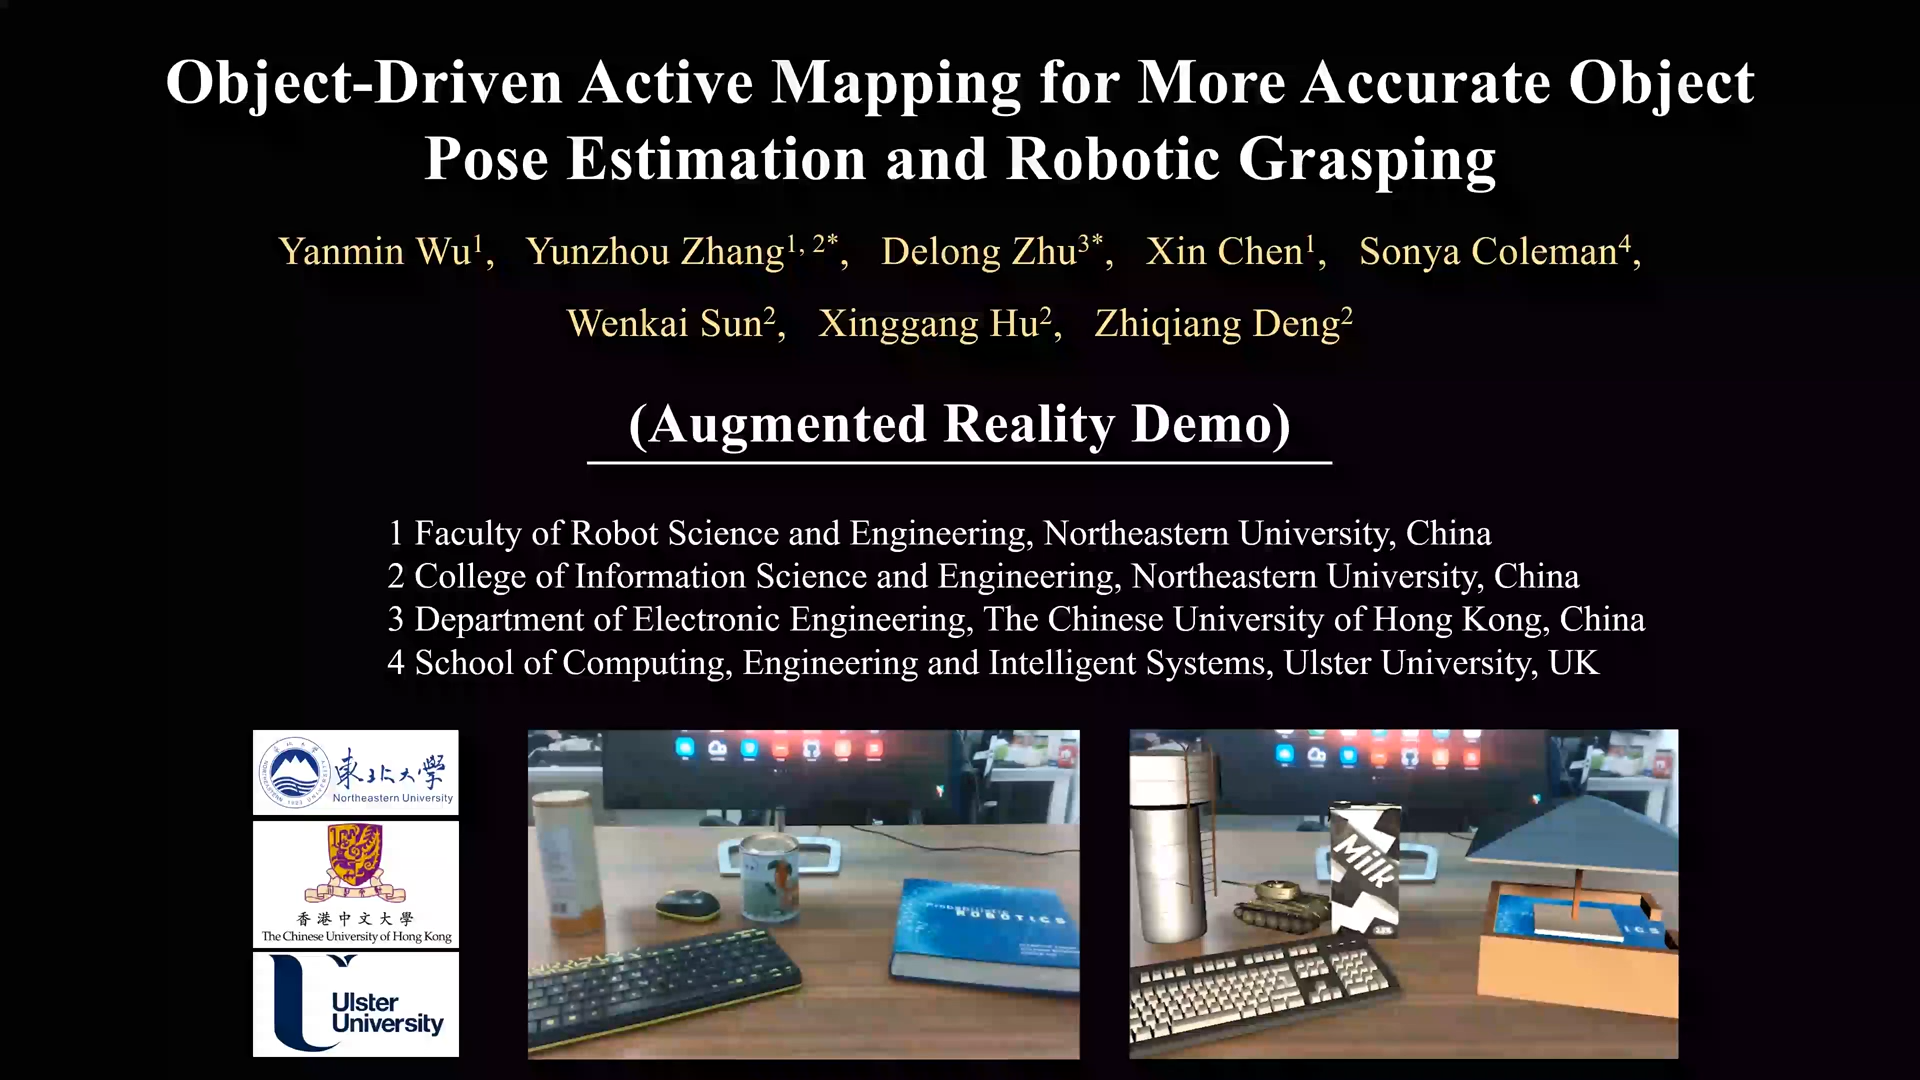 Object-Driven Active Mapping for More Accurate Object
Pose Estimation and Robotic Grasping
Yanmin Wu1, Yunzhou Zhang1, 2*, Delong Zhu3*, Xin Chen1, Sonya Coleman4,
Wenkai Sun2, Xinggang Hu2, Zhiqiang Deng2
(Augmented Reality Demo)
1 Faculty of Robot Science and Engineering, Northeastern University, China
2 College of Information Science and Engineering, Northeastern University, China
3 Department of Electronic Engineering, The Chinese University of Hong Kong, China
4 School of Computing, Engineering and Intelligent Systems, Ulster University, UK
東北大學
Northeastern University
香港中文大學
The Chinese University of Hong Kong
Ulster
University
Probabilistic
ROBOTICS
Milk
ICS